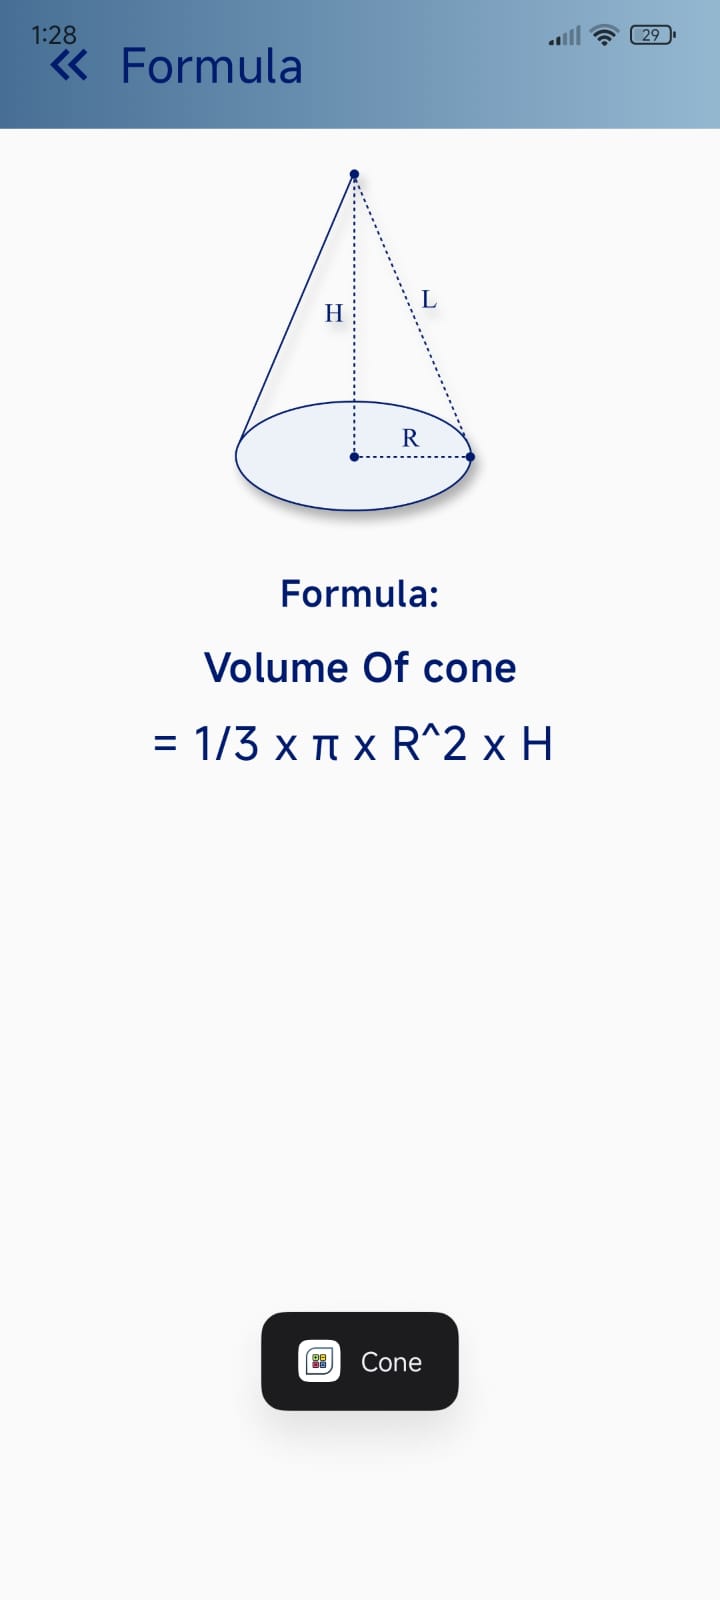 1:28
29
Formula
H
L
R
Formula:
Volume Of cone
= 1/3 x π x R^2 x H
Cone